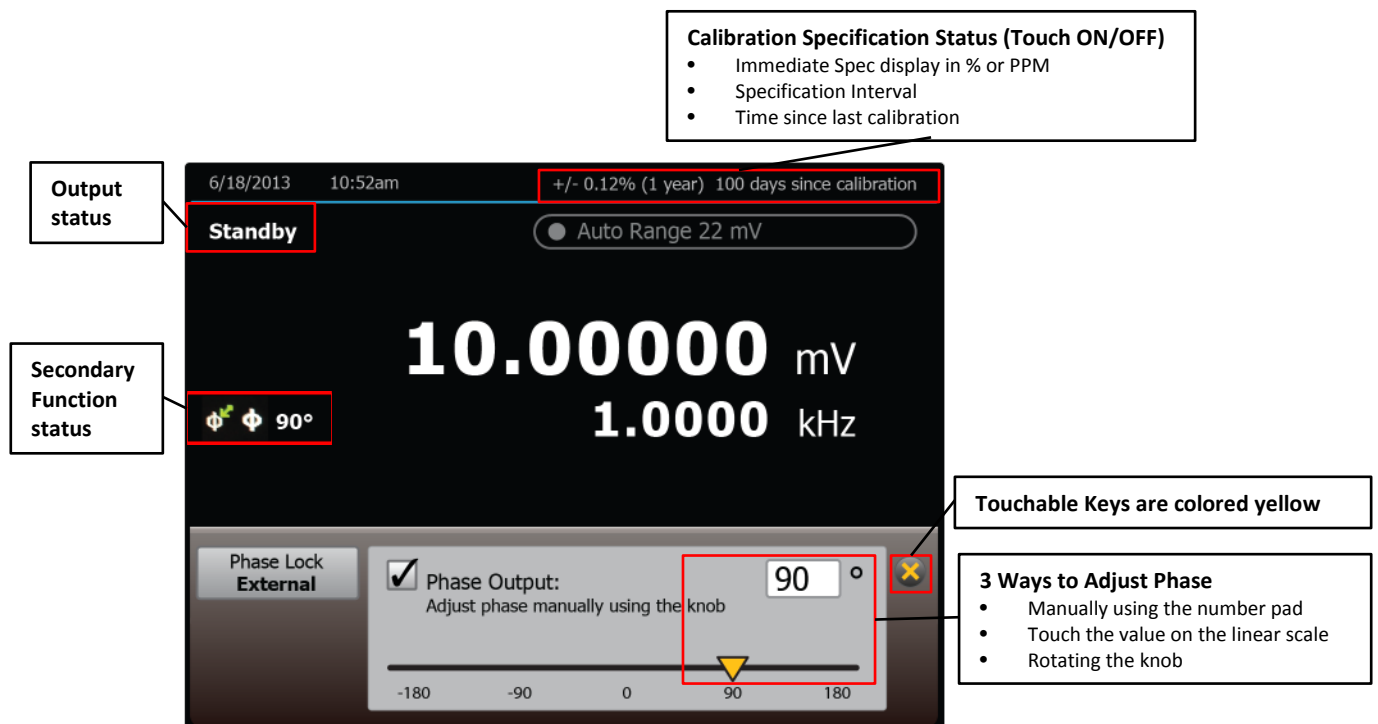 Calibration Specification Status (Touch ON/OFF)
• Immediate Spec display in % or PPM
• Specification Interval
• Time since last calibration
Output
status
6/18/2013 10:52am +/- 0.12% (1 year) 100 days since calibration
Standby
Auto Range 22 mV
10.00000 mV
Secondary
Function
status
Φ Φ 90°
1.0000 kHz
Touchable Keys are colored yellow
Phase Lock
External
Phase Output:
90 °
Adjust phase manually using the knob
-180 -90 0 90 180
3 Ways to Adjust Phase
• Manually using the number pad
• Touch the value on the linear scale
• Rotating the knob